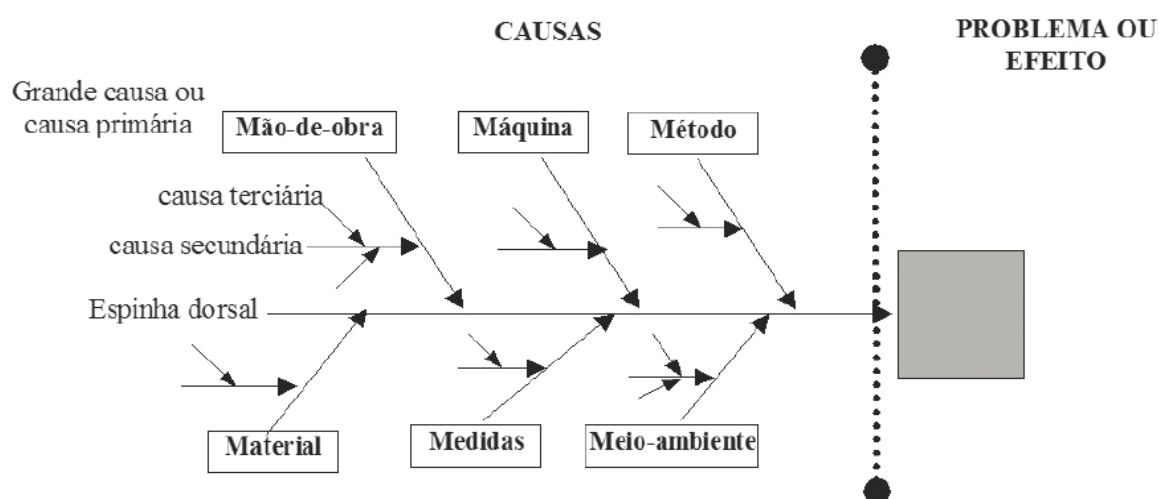 CAUSAS
PROBLEMA OU
EFEITO
Grande causa ou
causa primária
Mão-de-obra
Máquina
Método
causa terciária
causa secundária
Espinha dorsal
Material
Medidas
Meio-ambiente